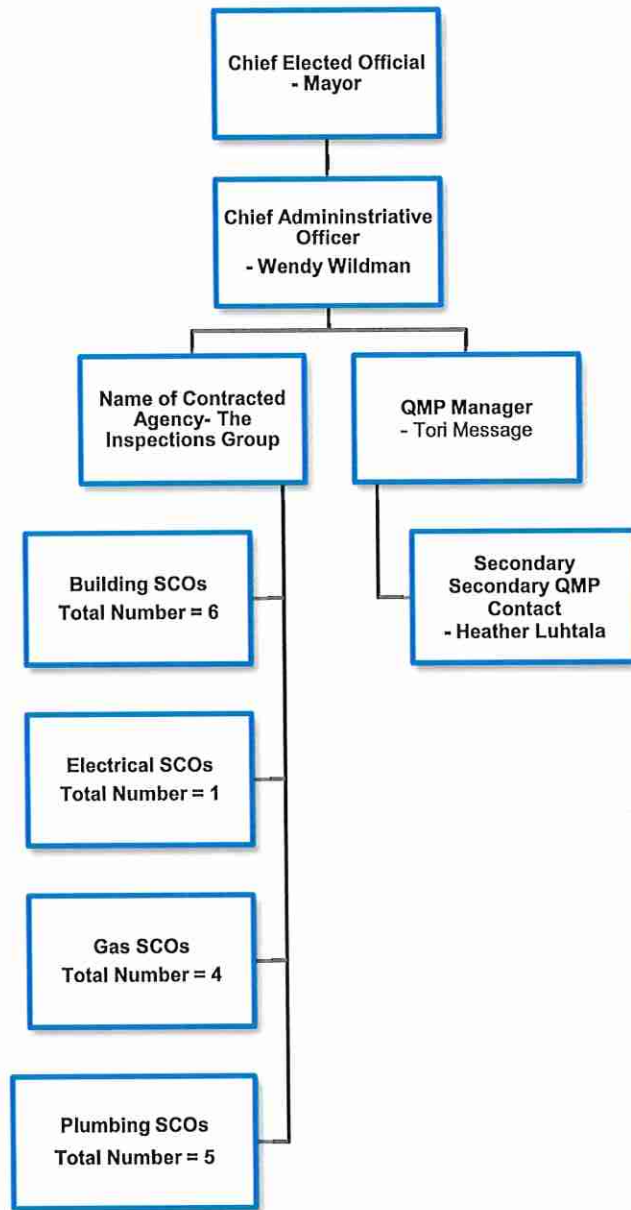 Chief Elected Official
- Mayor
Chief Admininstriative
Officer
- Wendy Wildman
Name of Contracted
Agency- The
Inspections Group
QMP Manager
- Tori Message
Building SCOs
Total Number = 6
Secondary
Secondary QMP
Contact
- Heather Luhtala
Electrical SCOs
Total Number = 1
Gas SCOs
Total Number = 4
Plumbing SCOs
Total Number = 5